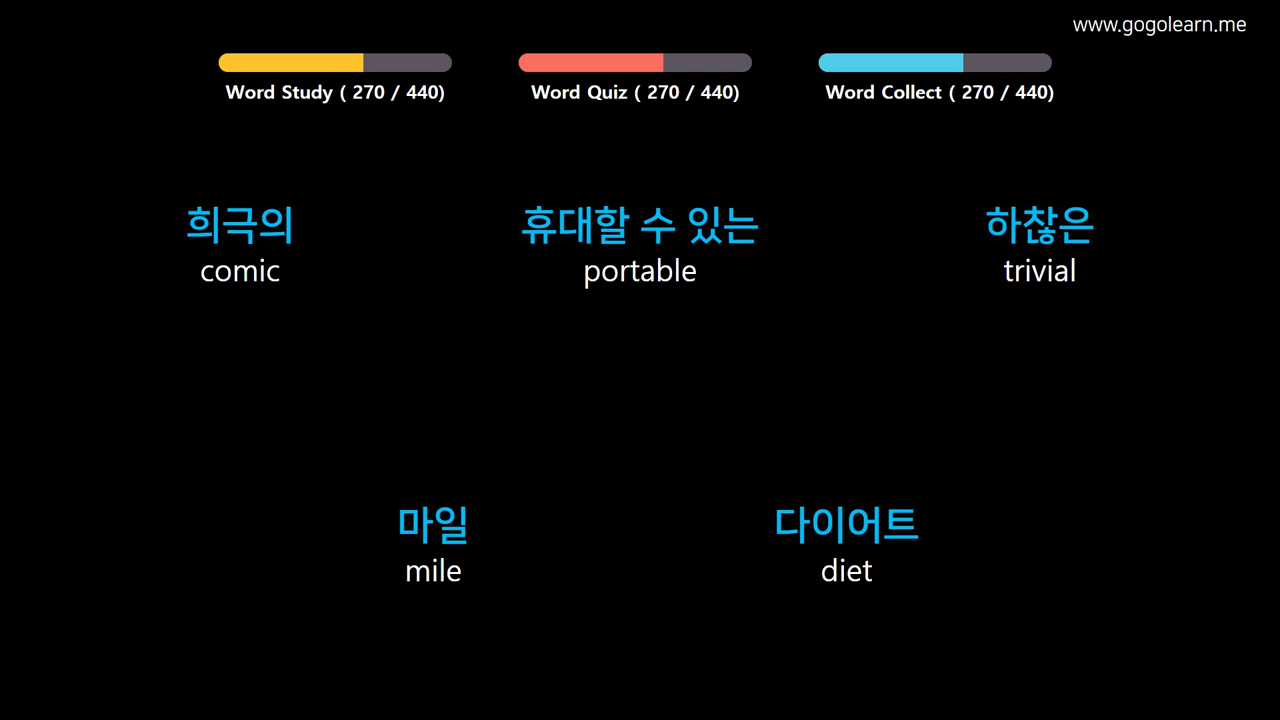 www.gogolearn.me
Word Study ( 270 / 440)
Word Quiz ( 270 / 440)
Word Collect ( 270 / 440)
희극의
comic
휴대할 수 있는
portable
하찮은
trivial
마일
mile
다이어트
diet